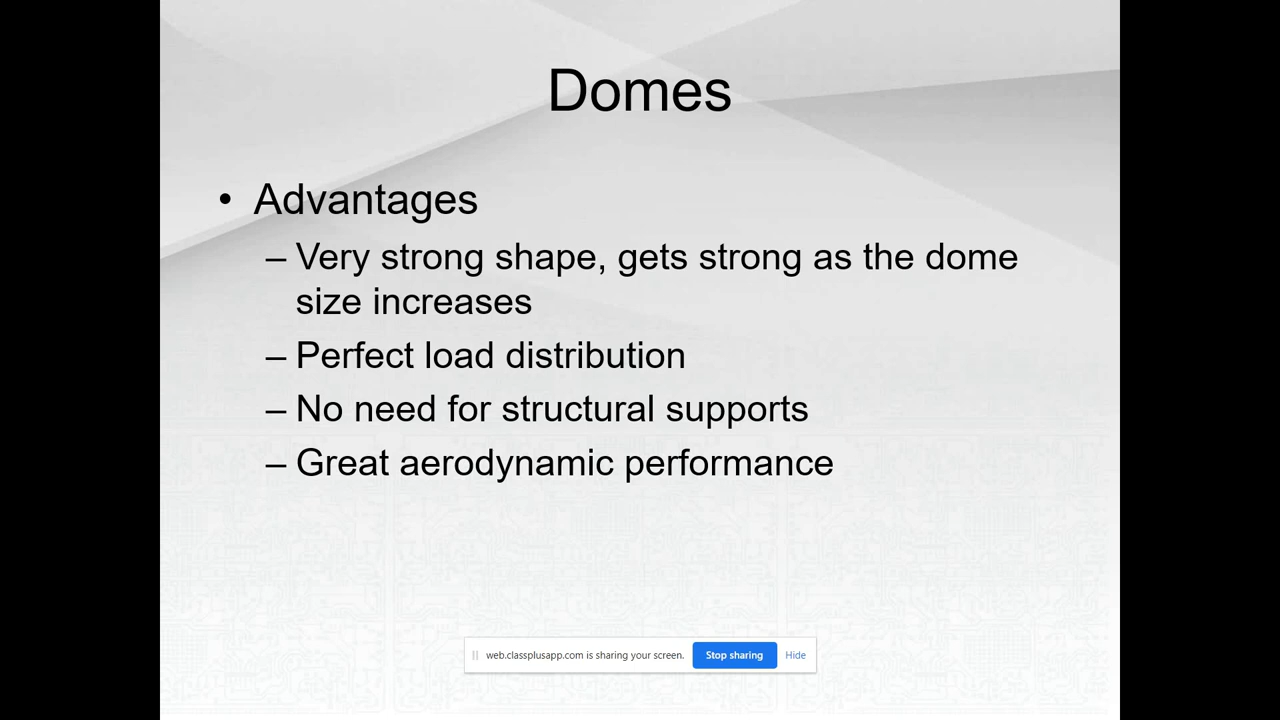 Domes
• Advantages
– Very strong shape, gets strong as the dome
size increases
– Perfect load distribution
– No need for structural supports
– Great aerodynamic performance
web.classplusapp.com is sharing your screen. Stop sharing Hide